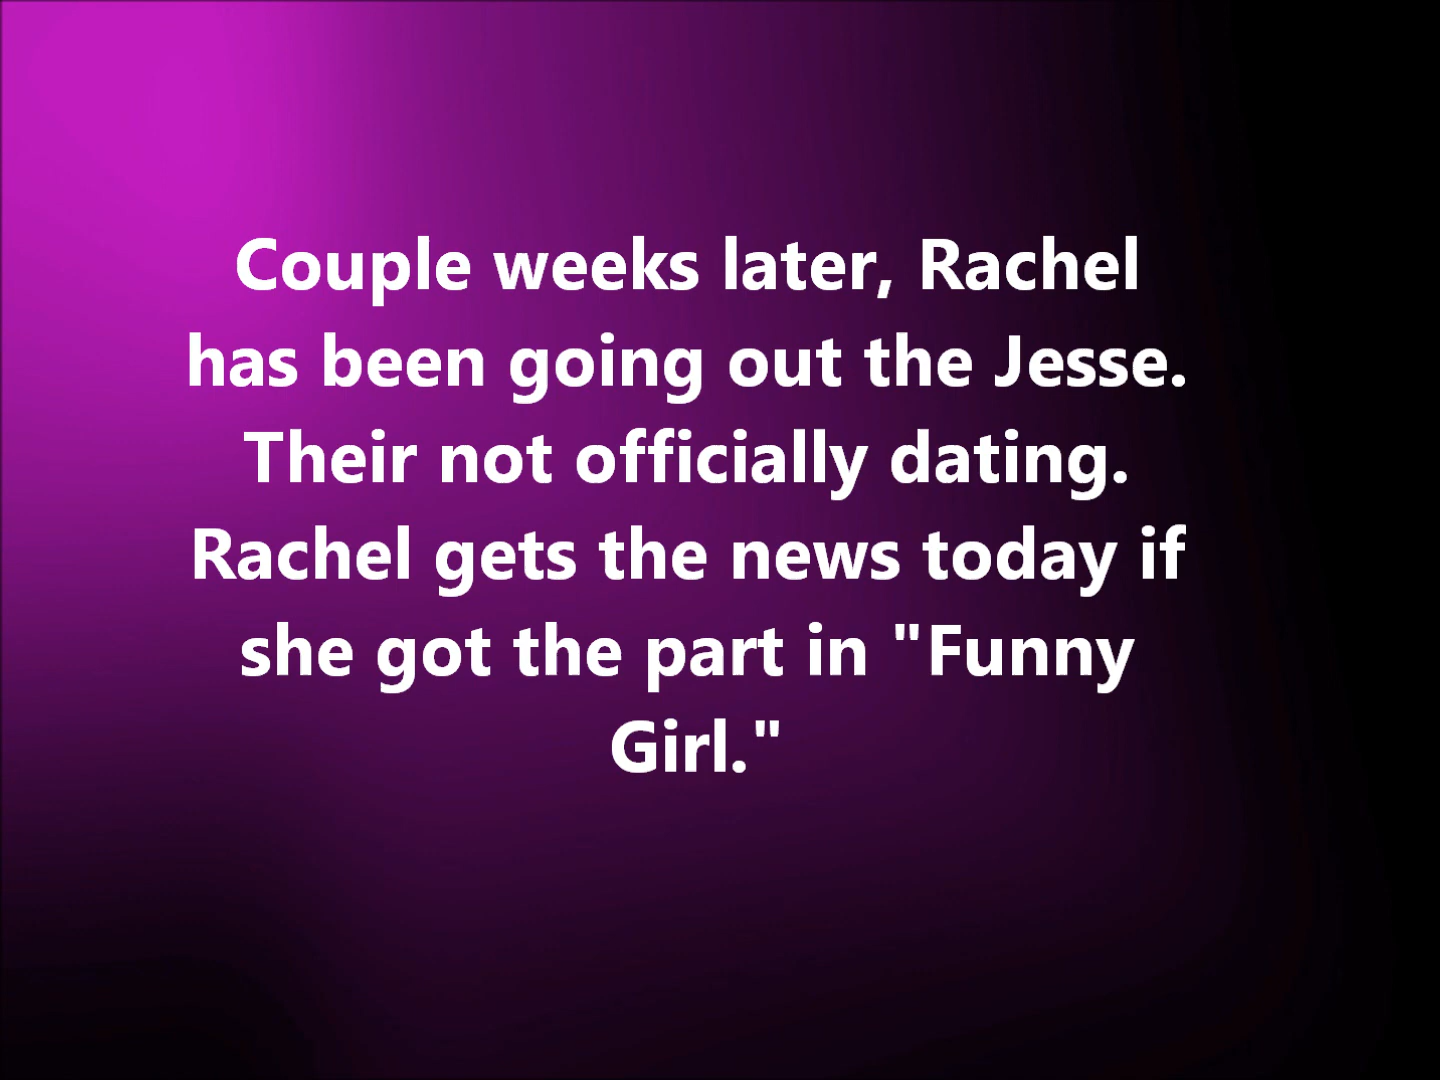 Couple weeks later, Rachel
has been going out the Jesse.
Their not officially dating.
Rachel gets the news today if
she got the part in "Funny
Girl."